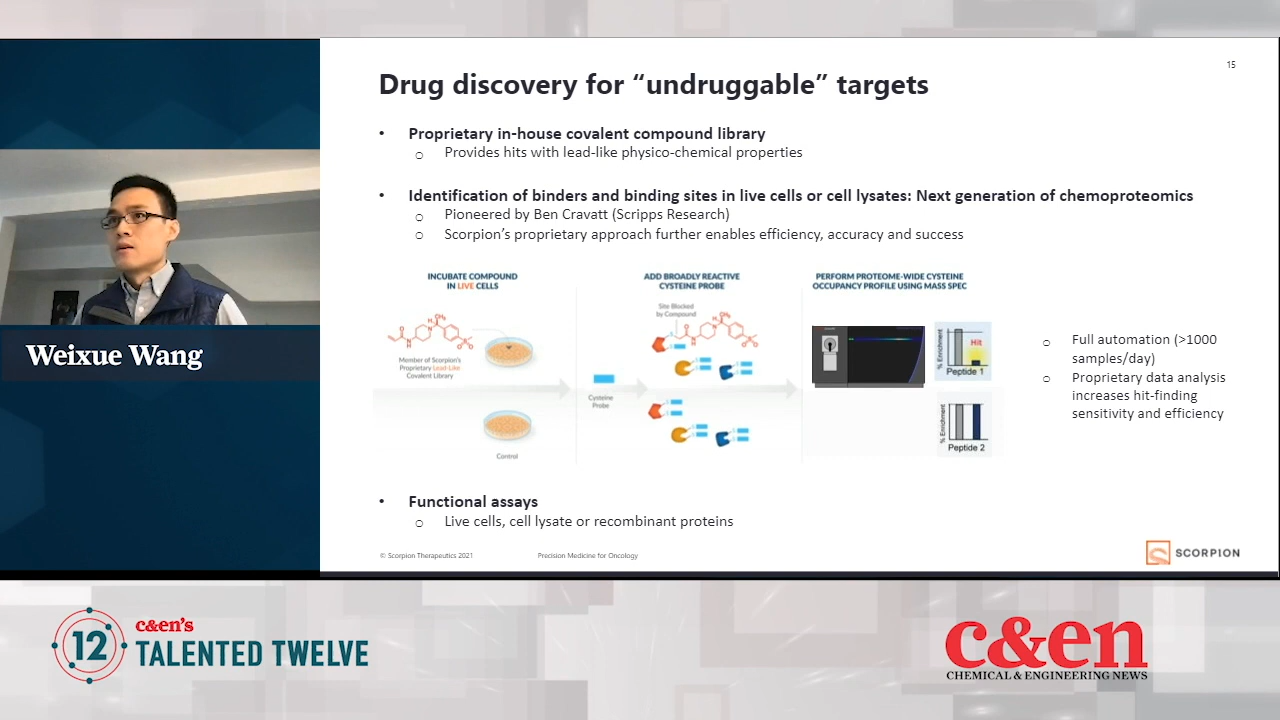 15
Drug discovery for “undruggable” targets
• Proprietary in-house covalent compound library
o Provides hits with lead-like physico-chemical properties
• Identification of binders and binding sites in live cells or cell lysates: Next generation of chemoproteomics
o Pioneered by Ben Cravatt (Scripps Research)
o Scorpion’s proprietary approach further enables efficiency, accuracy and success
INCUBATE COMPOUND
IN LIVE CELLS
Member of Scorpion's
Proprietary Lead-Like
Covalent Library
Control
ADD BROADLY REACTIVE
CYSTEINE PROBE
Site Blocked
by Compound
Cysteine
Probe
PERFORM PROTEOME-WIDE CYSTEINE
OCCUPANCY PROFILE USING MASS SPEC
% Enrichment
Hit
Peptide 1
% Enrichment
Peptide 2
o Full automation (>1000
samples/day)
o Proprietary data analysis
increases hit-finding
sensitivity and efficiency
• Functional assays
o Live cells, cell lysate or recombinant proteins
© Scorpion Therapeutics 2021
Precision Medicine for Oncology
SCORPION
Weixue Wang
12
c&en's
TALENTED TWELVE
c&en
CHEMICAL & ENGINEERING NEWS